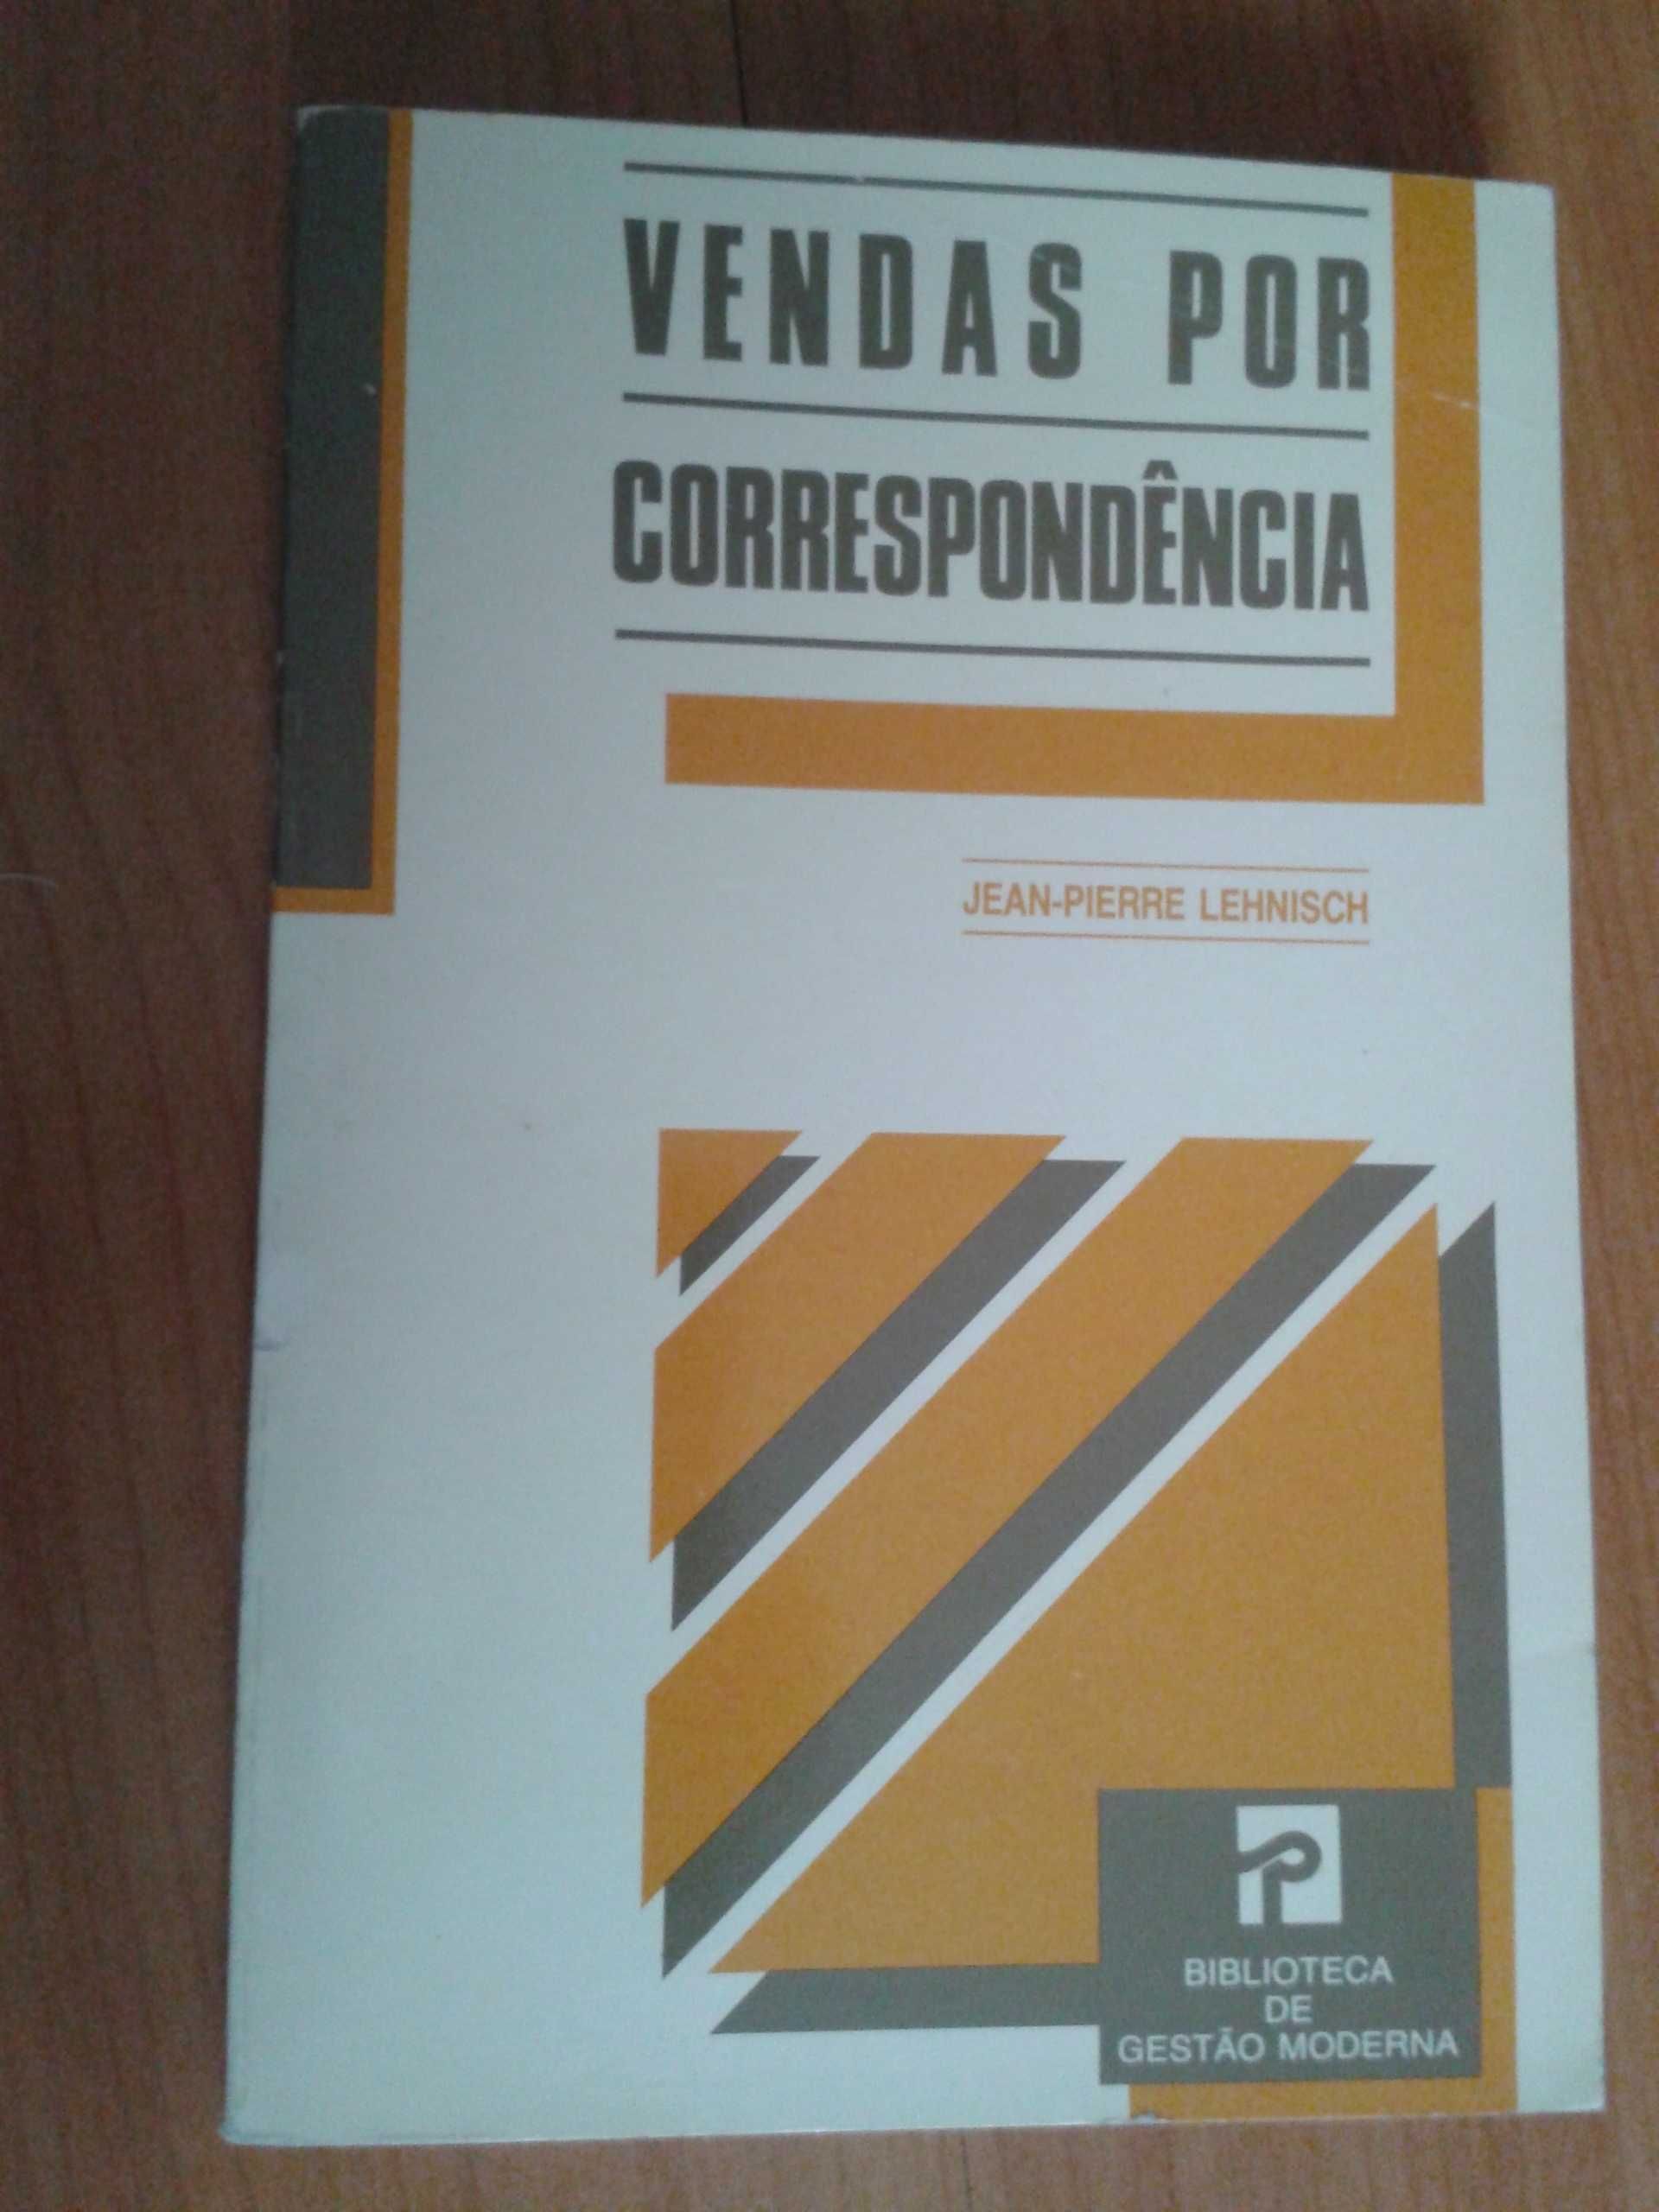 VENDAS POR
CORRESPONDÊNCIA
JEAN-PIERRE LEHNISCH
BIBLIOTECA
DE
GESTÃO MODERNA